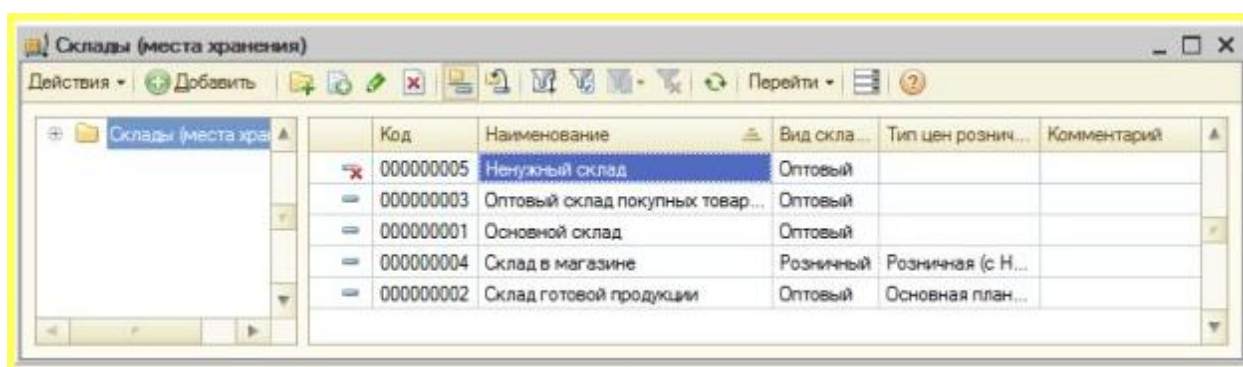 Склады (места хранения)
Действия Добавить Перейти
Склады (места хра
Код Наименование Вид скла... Тип цен рознич... Комментарий
000000005 Ненужный склад Оптовый
000000003 Оптовый склад покупных товар... Оптовый
000000001 Основной склад Оптовый
000000004 Склад в магазине Розничный Розничная (с Н...
000000002 Склад готовой продукции Оптовый Основная план...